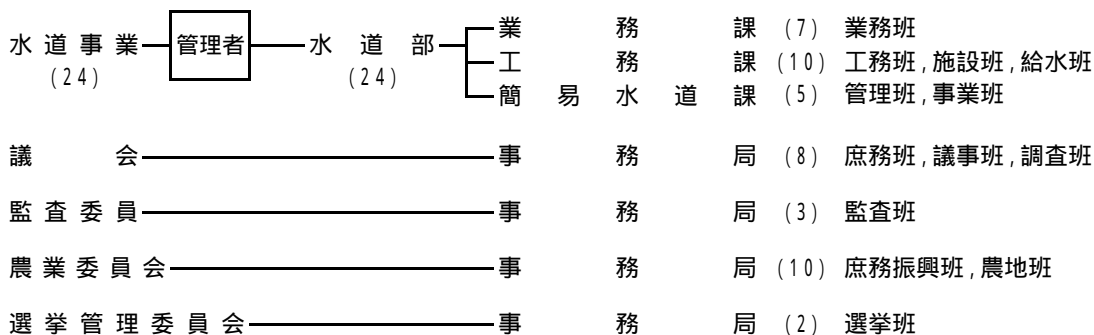 業務課 (7) 業務班
水道事業 管理者 水道部
(24) (24)
工務課 (10) 工務班,施設班,給水班
簡易水道課 (5) 管理班,事業班
議会 事務局 (8) 庶務班,議事班,調査班
監査委員 事務局 (3) 監査班
農業委員会 事務局 (10) 庶務振興班,農地班
選挙管理委員会 事務局 (2) 選挙班